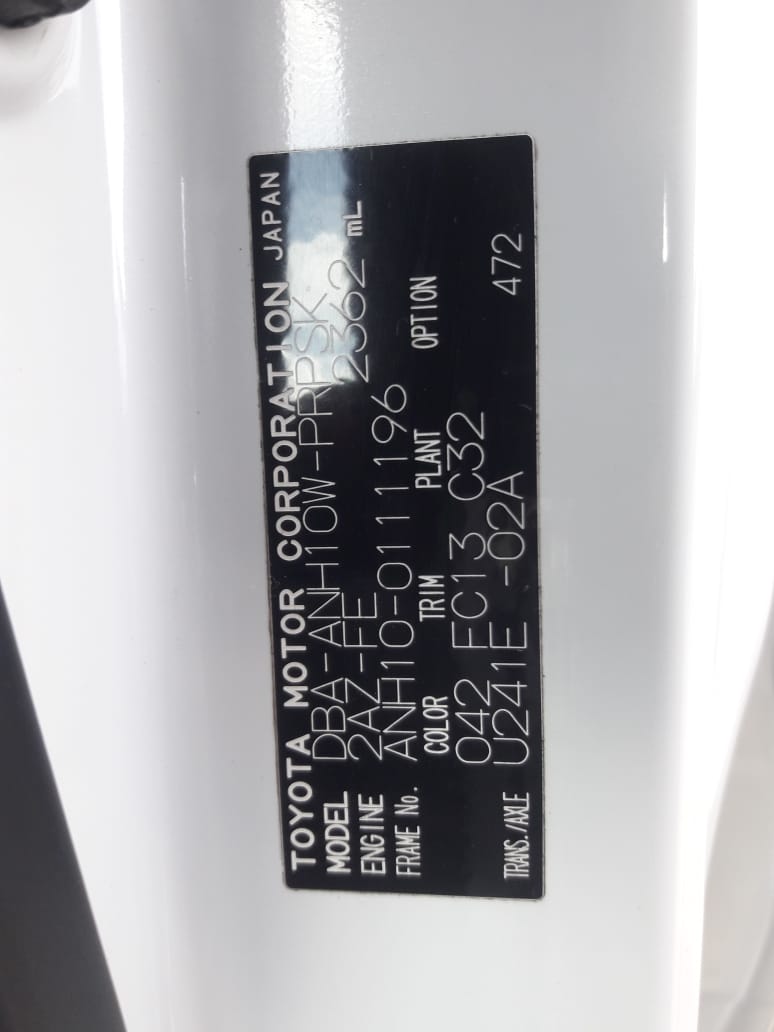 TOYOTA MOTOR CORPORATION JAPAN
MODEL DBA-ANH10W-PRPSK
ENGINE 2AZ-FE 2362 mL
FRAME No. ANH10-0111196
COLOR TRIM PLANT OPTION
042 FC13 C32
TRANS./AXLE U241E -02A 472